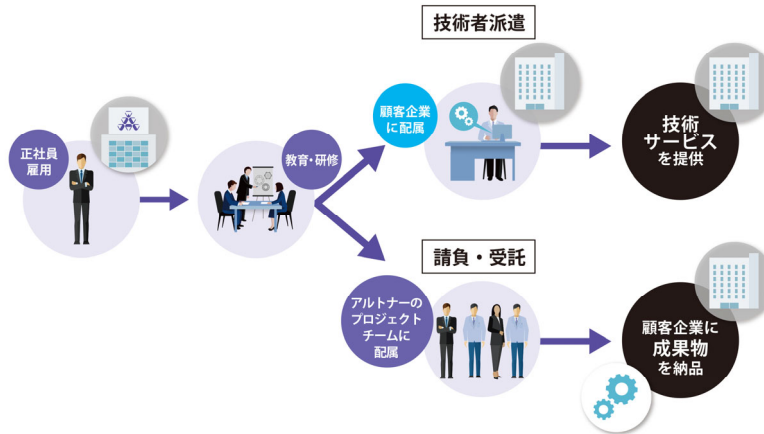 技術者派遣
正社員
雇用
教育・研修
顧客企業
に配属
技術
サービス
を提供
請負・受託
アルトナーの
プロジェクト
チームに
配属
顧客企業に
成果物
を納品